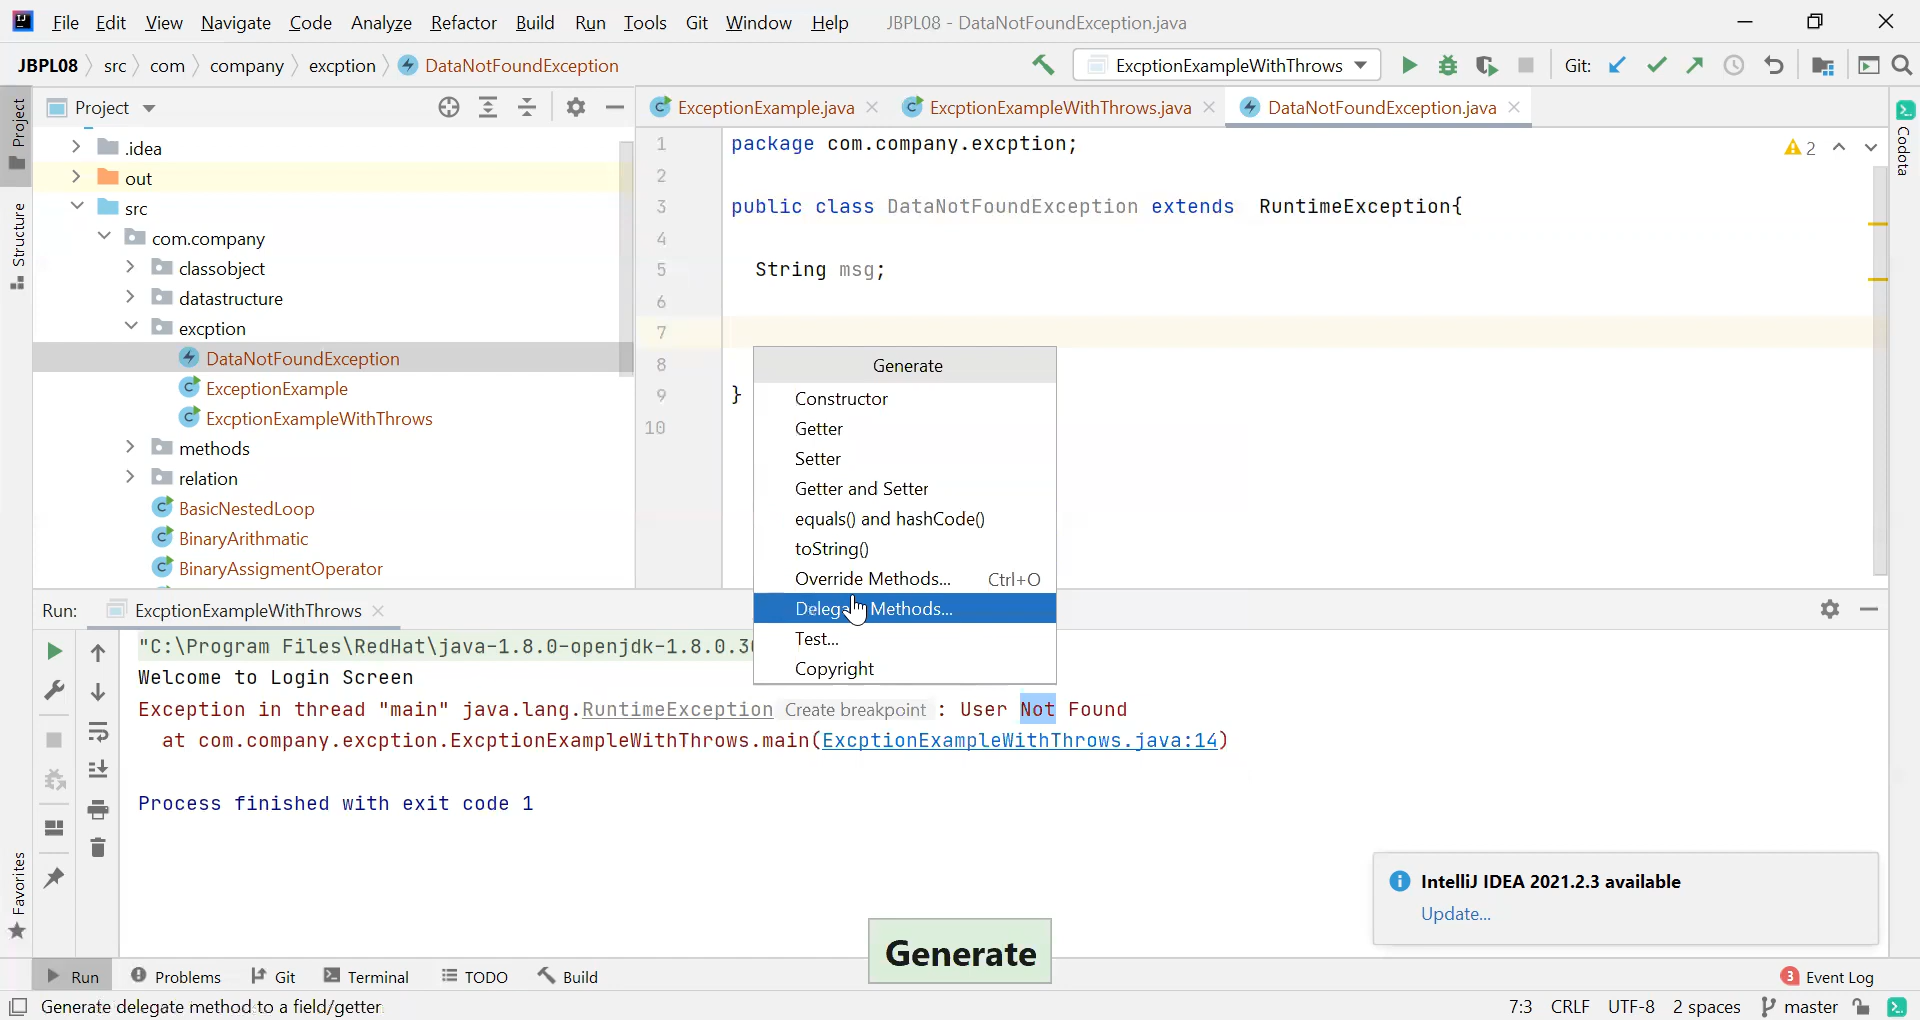 File Edit View Navigate Code Analyze Refactor Build Run Tools Git Window Help JBPL08 - DataNotFoundException.java
JBPL08 src com company excption DataNotFoundException ExcptionExampleWithThrows Git:
Project ExceptionExample.java ExcptionExampleWithThrows.java DataNotFoundException.java
Project
Structure
Favorites
Codota
.idea
out
src
com.company
classobject
datastructure
excption
DataNotFoundException
ExceptionExample
ExcptionExampleWithThrows
methods
relation
BasicNestedLoop
BinaryArithmatic
BinaryAssigmentOperator
2
1 package com.company.excption;
2
3 public class DataNotFoundException extends RuntimeException{
4
5 String msg;
6
7
8
9 }
10
Generate
Constructor
Getter
Setter
Getter and Setter
equals() and hashCode()
toString()
Override Methods... Ctrl+O
Delegate Methods...
Test...
Copyright
Run: ExcptionExampleWithThrows
"C:\Program Files\RedHat\java-1.8.0-openjdk-1.8.0.3
Welcome to Login Screen
Exception in thread "main" java.lang.RuntimeException Create breakpoint : User Not Found
at com.company.excption.ExcptionExampleWithThrows.main(ExcptionExampleWithThrows.java:14)
Process finished with exit code 1
IntelliJ IDEA 2021.2.3 available
Update...
Generate
Run Problems Git Terminal TODO Build 3 Event Log
Generate delegate method to a field/getter 7:3 CRLF UTF-8 2 spaces master